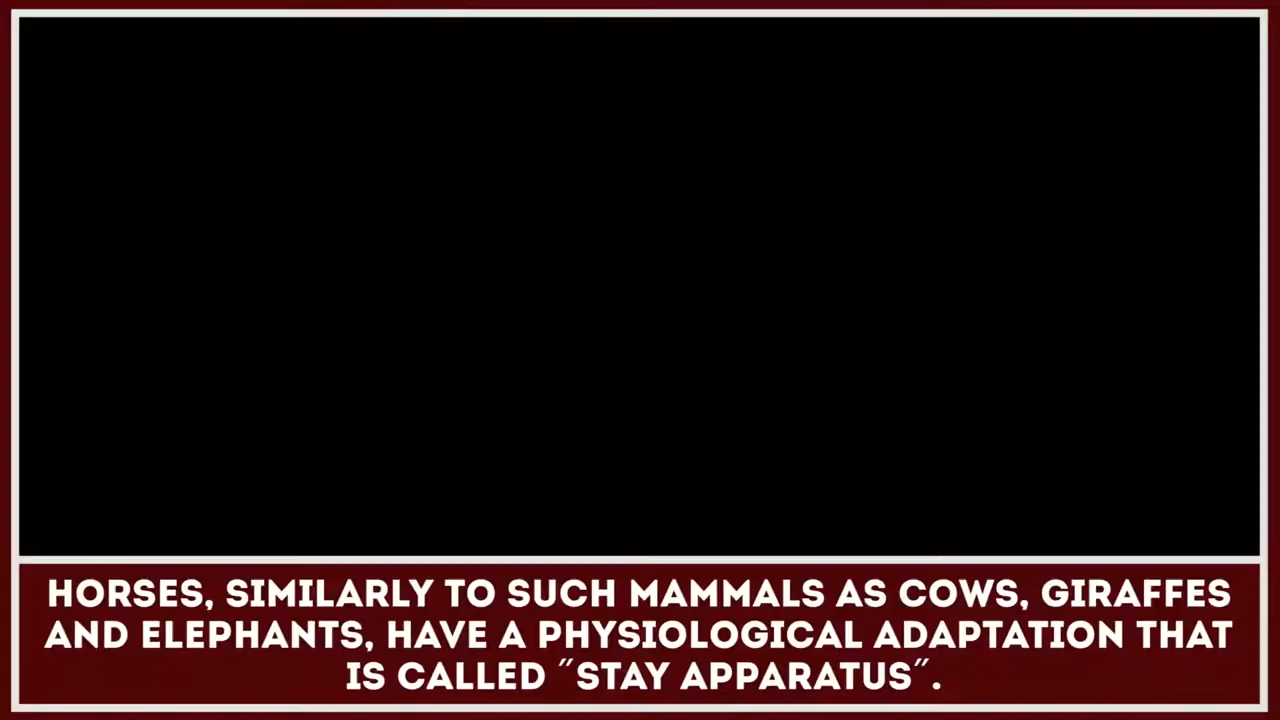 HORSES, SIMILARLY TO SUCH MAMMALS AS COWS, GIRAFFES
AND ELEPHANTS, HAVE A PHYSIOLOGICAL ADAPTATION THAT
IS CALLED ˝STAY APPARATUS˝.